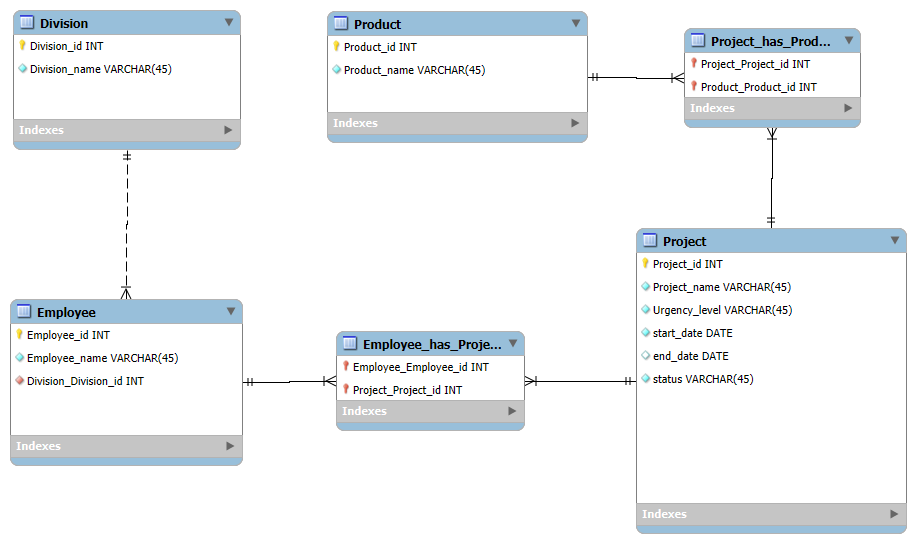 Division
Division_id INT
Division_name VARCHAR(45)
Indexes
Product
Product_id INT
Product_name VARCHAR(45)
Indexes
Project_has_Prod...
Project_Project_id INT
Product_Product_id INT
Indexes
Employee
Employee_id INT
Employee_name VARCHAR(45)
Division_Division_id INT
Indexes
Employee_has_Proje...
Employee_Employee_id INT
Project_Project_id INT
Indexes
Project
Project_id INT
Project_name VARCHAR(45)
Urgency_level VARCHAR(45)
start_date DATE
end_date DATE
status VARCHAR(45)
Indexes